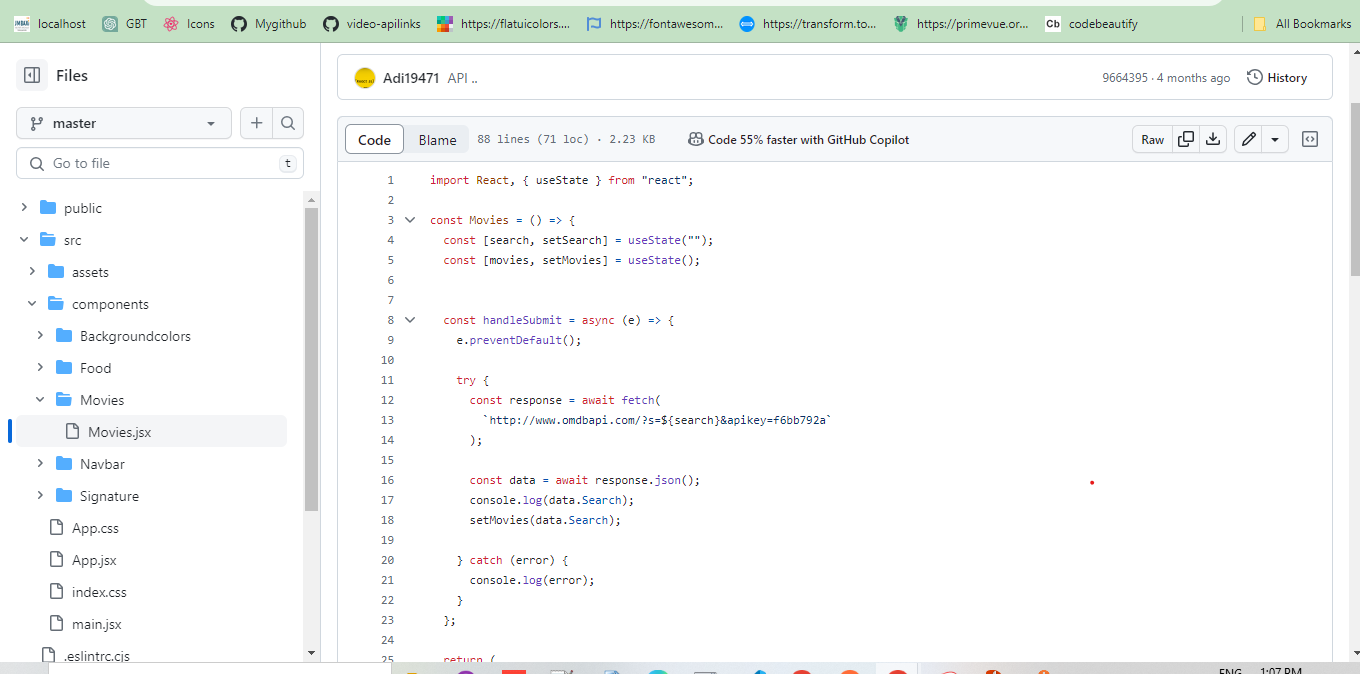 localhost GBT Icons Mygithub video-apilinks https://flatuicolors.... https://fontawesom... https://transform.to... https://primevue.or... Cb codebeautify All Bookmarks
Files
Adi19471 API .. 9664395 · 4 months ago History
master
Code Blame 88 lines (71 loc) · 2.23 KB Code 55% faster with GitHub Copilot Raw
Go to file t
public
src
assets
components
Backgroundcolors
Food
Movies
Movies.jsx
Navbar
Signature
App.css
App.jsx
index.css
main.jsx
.eslintrc.cjs
1 import React, { useState } from "react";
2
3 const Movies = () => {
4 const [search, setSearch] = useState("");
5 const [movies, setMovies] = useState();
6
7
8 const handleSubmit = async (e) => {
9 e.preventDefault();
10
11 try {
12 const response = await fetch(
13 `http://www.omdbapi.com/?s=${search}&apikey=f6bb792a`
14 );
15
16 const data = await response.json();
17 console.log(data.Search);
18 setMovies(data.Search);
19
20 } catch (error) {
21 console.log(error);
22 }
23 };
24
25 return (
ENG 1:07 PM